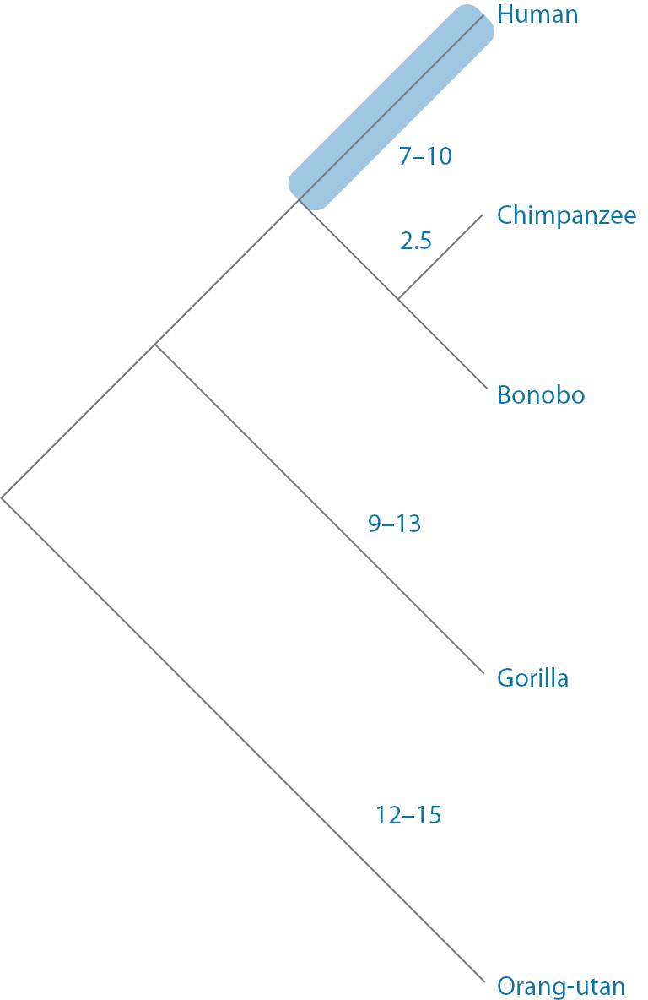 Human
7–10
Chimpanzee
2.5
Bonobo
9–13
Gorilla
12–15
Orang-utan